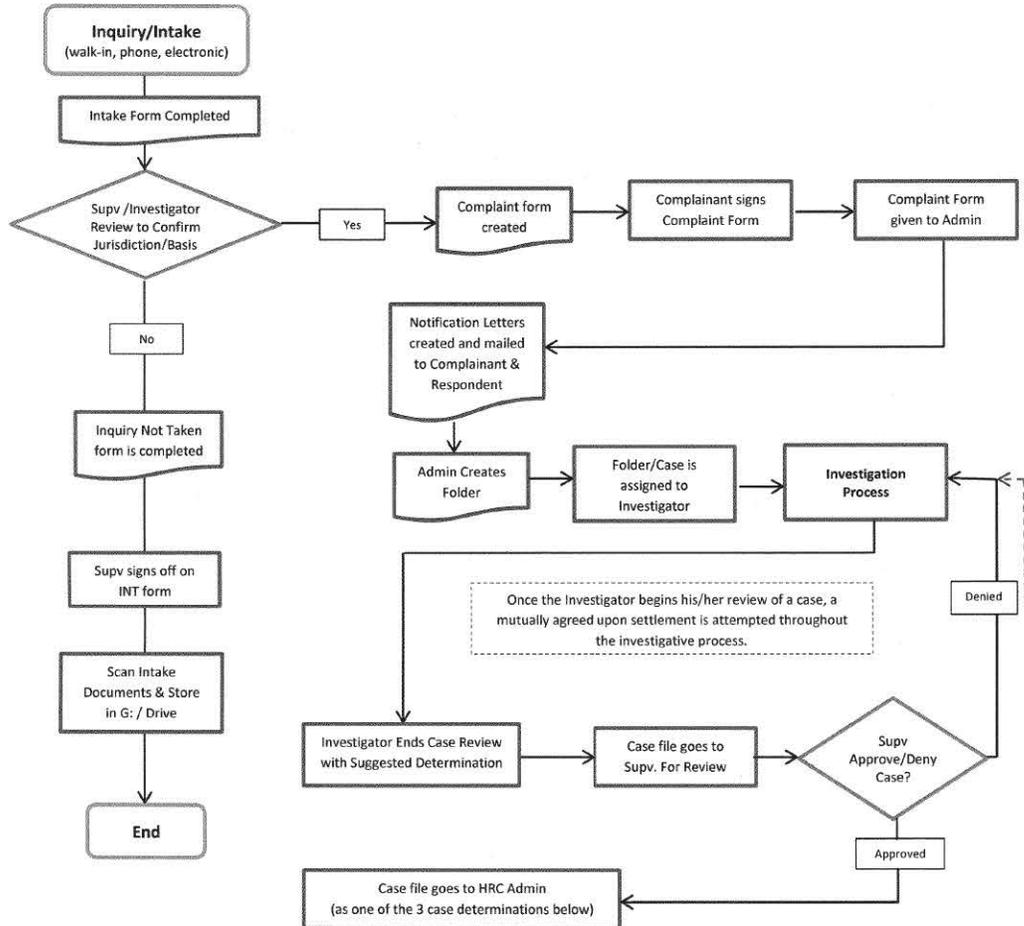 Inquiry/Intake
(walk-in, phone, electronic)
Intake Form Completed
Supv /Investigator
Review to Confirm
Jurisdiction/Basis
Yes
Complaint form
created
Complainant signs
Complaint Form
Complaint Form
given to Admin
No
Notification Letters
created and mailed
to Complainant &
Respondent
Inquiry Not Taken
form is completed
Admin Creates
Folder
Folder/Case is
assigned to
Investigator
Investigation
Process
Supv signs off on
INT form
Once the Investigator begins his/her review of a case, a
mutually agreed upon settlement is attempted throughout
the investigative process.
Denied
Scan Intake
Documents & Store
in G: / Drive
Investigator Ends Case Review
with Suggested Determination
Case file goes to
Supv. For Review
Supv
Approve/Deny
Case?
End
Approved
Case file goes to HRC Admin
(as one of the 3 case determinations below)